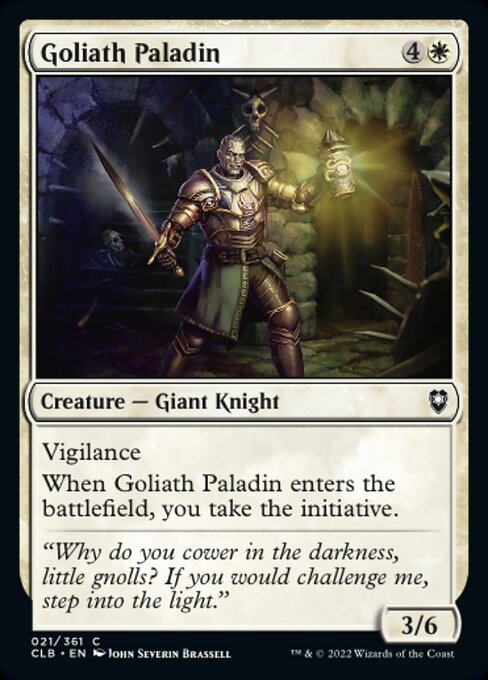 Goliath Paladin 4
Creature — Giant Knight
Vigilance
When Goliath Paladin enters the
battlefield, you take the initiative.
“Why do you cower in the darkness,
little gnolls? If you would challenge me,
step into the light.”
3/6
021/361 C
CLB • EN John Severin Brassell
™ & © 2022 Wizards of the Coast